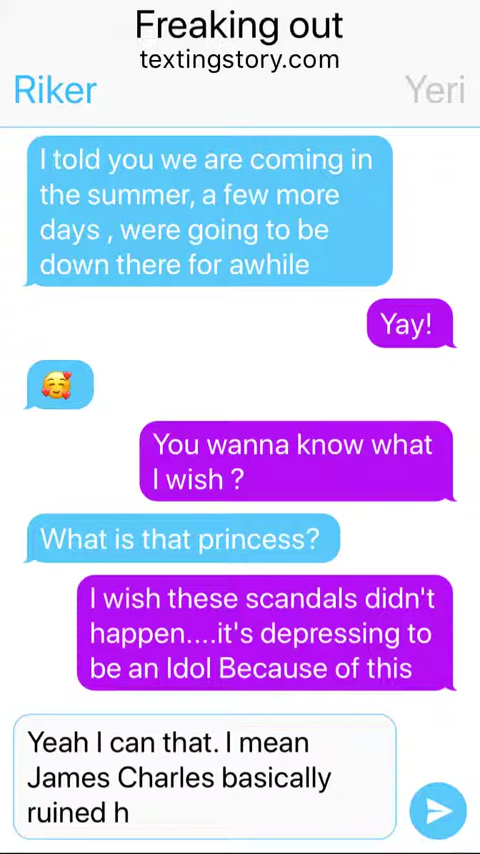 Freaking out
textingstory.com
Riker
Yeri
I told you we are coming in
the summer, a few more
days , were going to be
down there for awhile
Yay!
🥰
You wanna know what
I wish ?
What is that princess?
I wish these scandals didn't
happen....it's depressing to
be an Idol Because of this
Yeah I can that. I mean
James Charles basically
ruined h